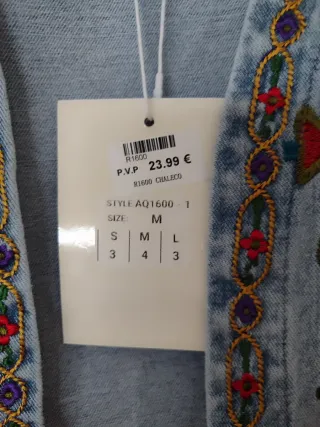 R1600
P.V.P 23.99 €
R1600 CHALECO
STYLE AQ1600 - 1
SIZE: M
S M L
3 4 3